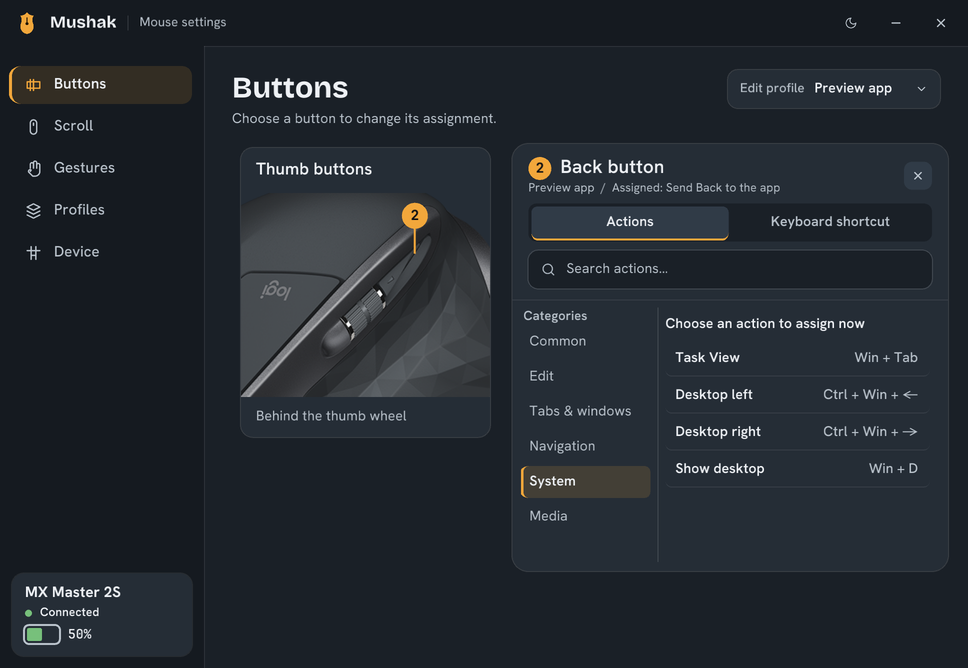 Mushak | Mouse settings
Buttons
Scroll
Gestures
Profiles
Device
MX Master 2S
Connected
50%
Buttons
Choose a button to change its assignment.
Edit profile Preview app
Thumb buttons
2
logi
Behind the thumb wheel
2 Back button
Preview app / Assigned: Send Back to the app
Actions Keyboard shortcut
Search actions...
Categories
Common
Edit
Tabs & windows
Navigation
System
Media
Choose an action to assign now
Task View Win + Tab
Desktop left Ctrl + Win + ←
Desktop right Ctrl + Win + →
Show desktop Win + D